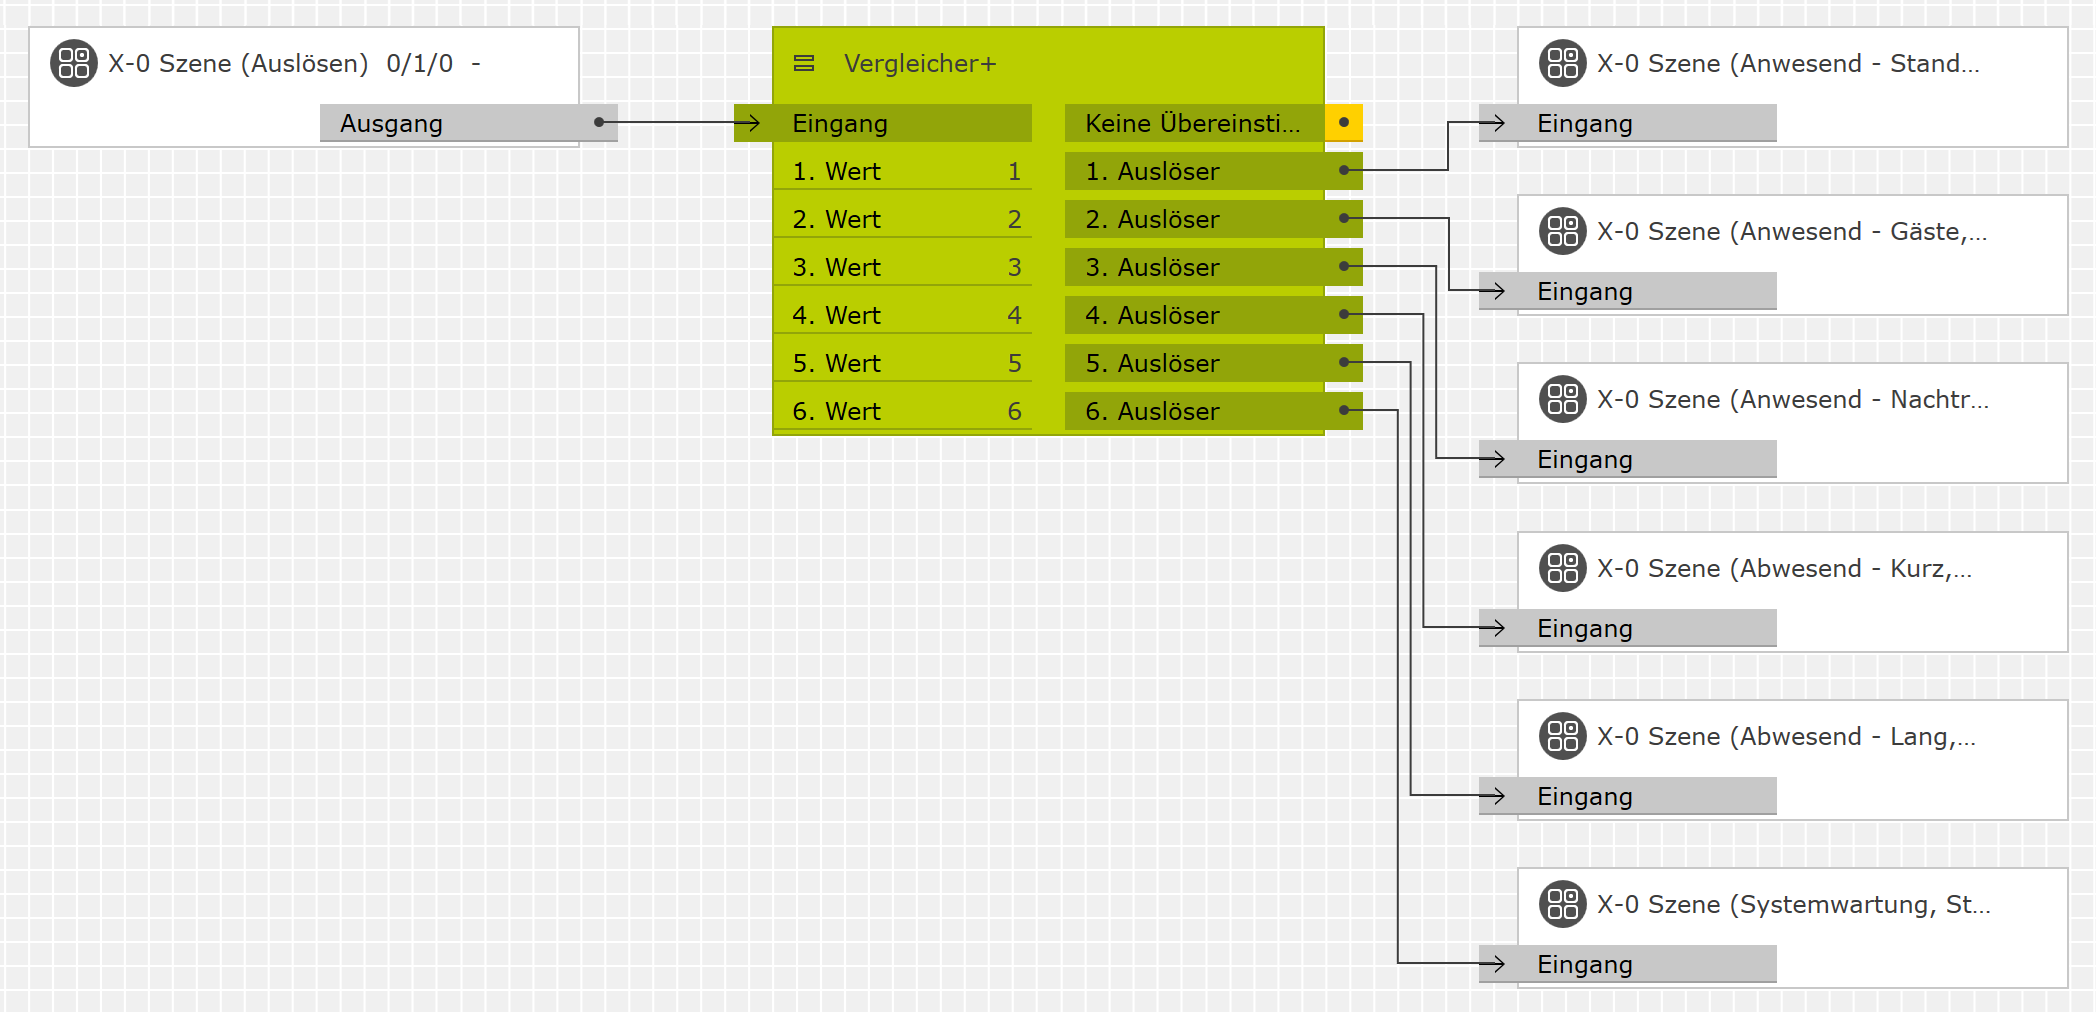 X-0 Szene (Auslösen)  0/1/0  -
Ausgang
Vergleicher+
Eingang
Keine Übereinsti...
1. Wert 1
1. Auslöser
2. Wert 2
2. Auslöser
3. Wert 3
3. Auslöser
4. Wert 4
4. Auslöser
5. Wert 5
5. Auslöser
6. Wert 6
6. Auslöser
X-0 Szene (Anwesend - Stand...
Eingang
X-0 Szene (Anwesend - Gäste,...
Eingang
X-0 Szene (Anwesend - Nachtr...
Eingang
X-0 Szene (Abwesend - Kurz,...
Eingang
X-0 Szene (Abwesend - Lang,...
Eingang
X-0 Szene (Systemwartung, St...
Eingang